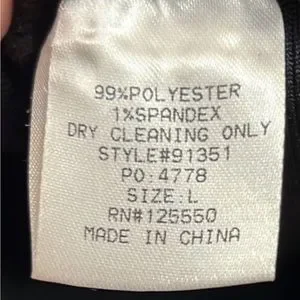 99%POLYESTER
1%SPANDEX
DRY CLEANING ONLY
STYLE#91351
PO:4778
SIZE:L
RN#125550
MADE IN CHINA